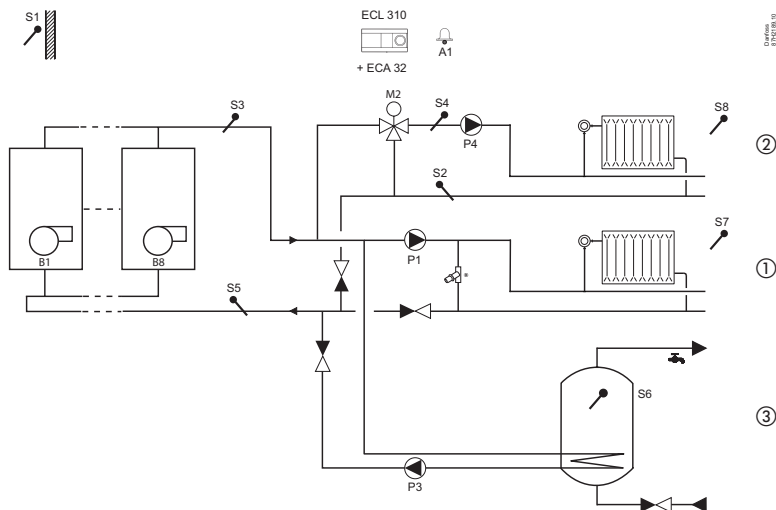 S1
ECL 310
A1
+ ECA 32
Danfoss
87H2189.10
M2
S3
S4
S8
P4
2
S2
S7
B1
B8
P1
*
1
S5
S6
3
P3